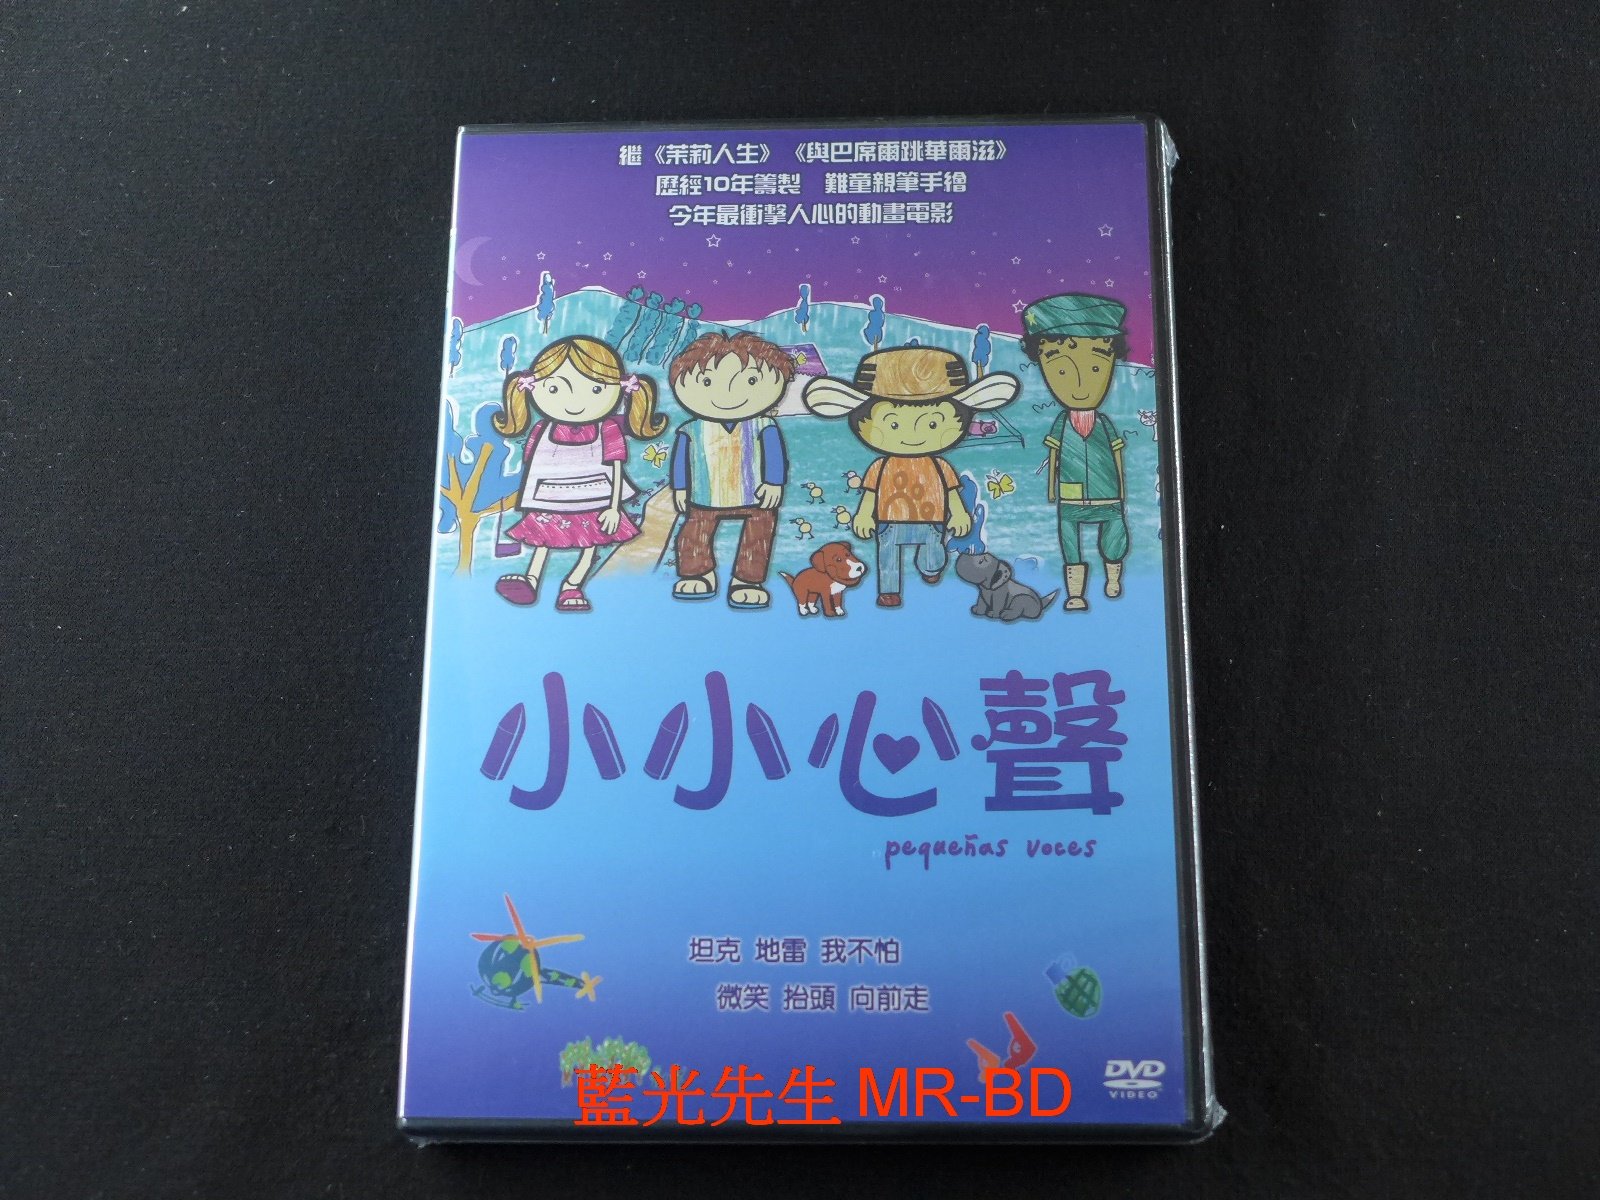 繼《茉莉人生》《與巴席爾跳華爾滋》
歷經10年籌製 難童親筆手繪
今年最衝擊人心的動畫電影
小小心聲
pequeñas voces
坦克 地雷 我不怕
微笑 抬頭 向前走
DVD
VIDEO
藍光先生 MR-BD